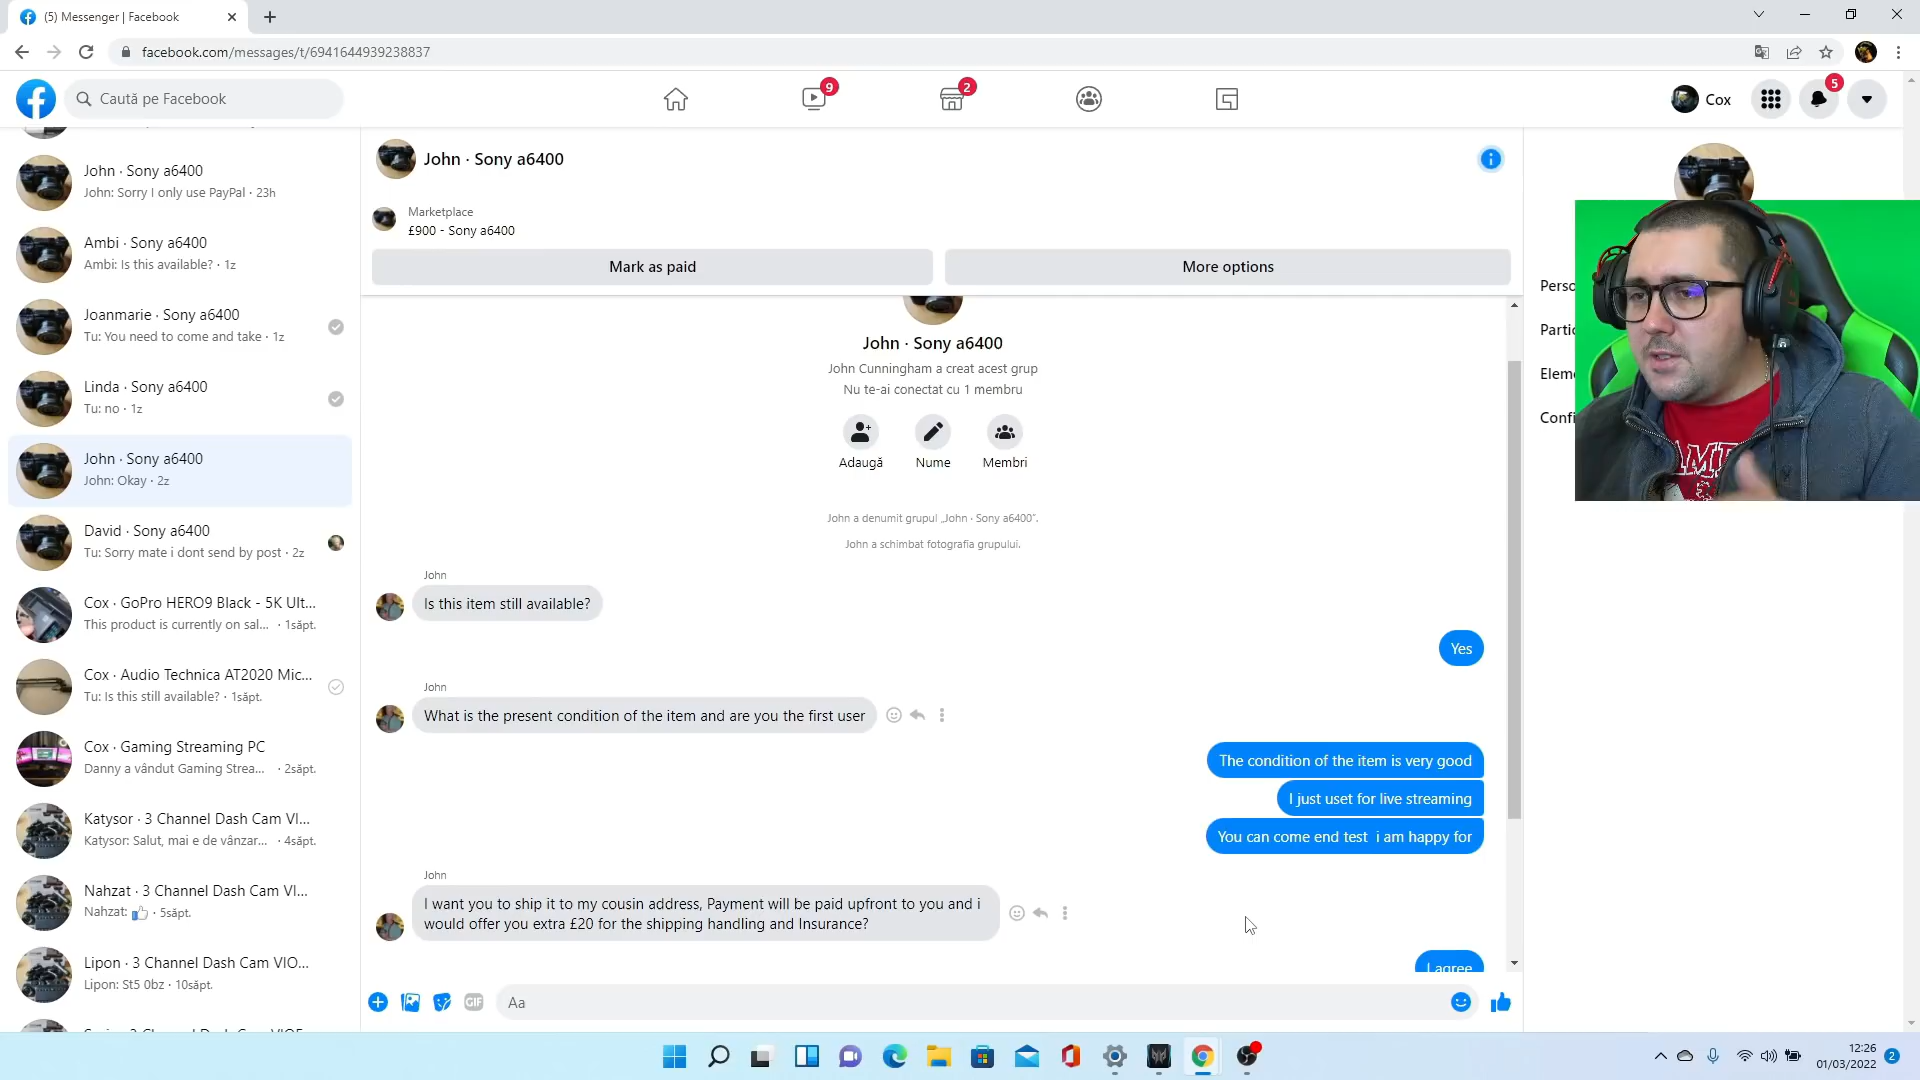 (5) Messenger | Facebook
facebook.com/messages/t/6941644939238837
Caută pe Facebook
9
2
Cox
5
John · Sony a6400
John: Sorry I only use PayPal · 23h
Ambi · Sony a6400
Ambi: Is this available? · 1z
Joanmarie · Sony a6400
Tu: You need to come and take · 1z
Linda · Sony a6400
Tu: no · 1z
John · Sony a6400
John: Okay · 2z
David · Sony a6400
Tu: Sorry mate i dont send by post · 2z
Cox · GoPro HERO9 Black - 5K Ult...
This product is currently on sal... · 1săpt.
Cox · Audio Technica AT2020 Mic...
Tu: Is this still available? · 1săpt.
Cox · Gaming Streaming PC
Danny a vândut Gaming Strea... · 2săpt.
Katysor · 3 Channel Dash Cam VI...
Katysor: Salut, mai e de vânzar... · 4săpt.
Nahzat · 3 Channel Dash Cam VI...
Nahzat: · 5săpt.
Lipon · 3 Channel Dash Cam VIO...
Lipon: St5 0bz · 10săpt.
John · Sony a6400
Marketplace
£900 - Sony a6400
Mark as paid
More options
John · Sony a6400
John Cunningham a creat acest grup
Nu te-ai conectat cu 1 membru
Adaugă
Nume
Membri
John a denumit grupul „John · Sony a6400”.
John a schimbat fotografia grupului.
John
Is this item still available?
Yes
John
What is the present condition of the item and are you the first user
The condition of the item is very good
I just uset for live streaming
You can come end test i am happy for
John
I want you to ship it to my cousin address, Payment will be paid upfront to you and i
would offer you extra £20 for the shipping handling and Insurance?
I agree
GIF
Aa
Perso
Partic
Eleme
Confi
12:26
01/03/2022
2